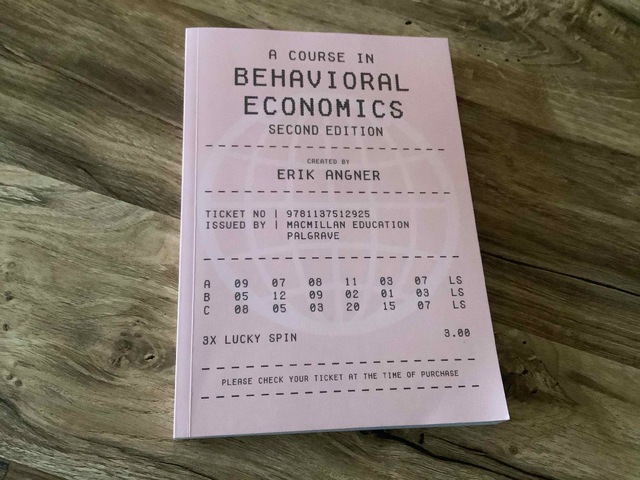 A COURSE IN
BEHAVIORAL
ECONOMICS
SECOND EDITION
CREATED BY
ERIK ANGNER
TICKET NO | 9781137512925
ISSUED BY | MACMILLAN EDUCATION
PALGRAVE
A 09 07 08 11 03 07 LS
B 05 12 09 02 01 03 LS
C 08 05 03 20 15 07 LS
3X LUCKY SPIN 3.00
PLEASE CHECK YOUR TICKET AT THE TIME OF PURCHASE